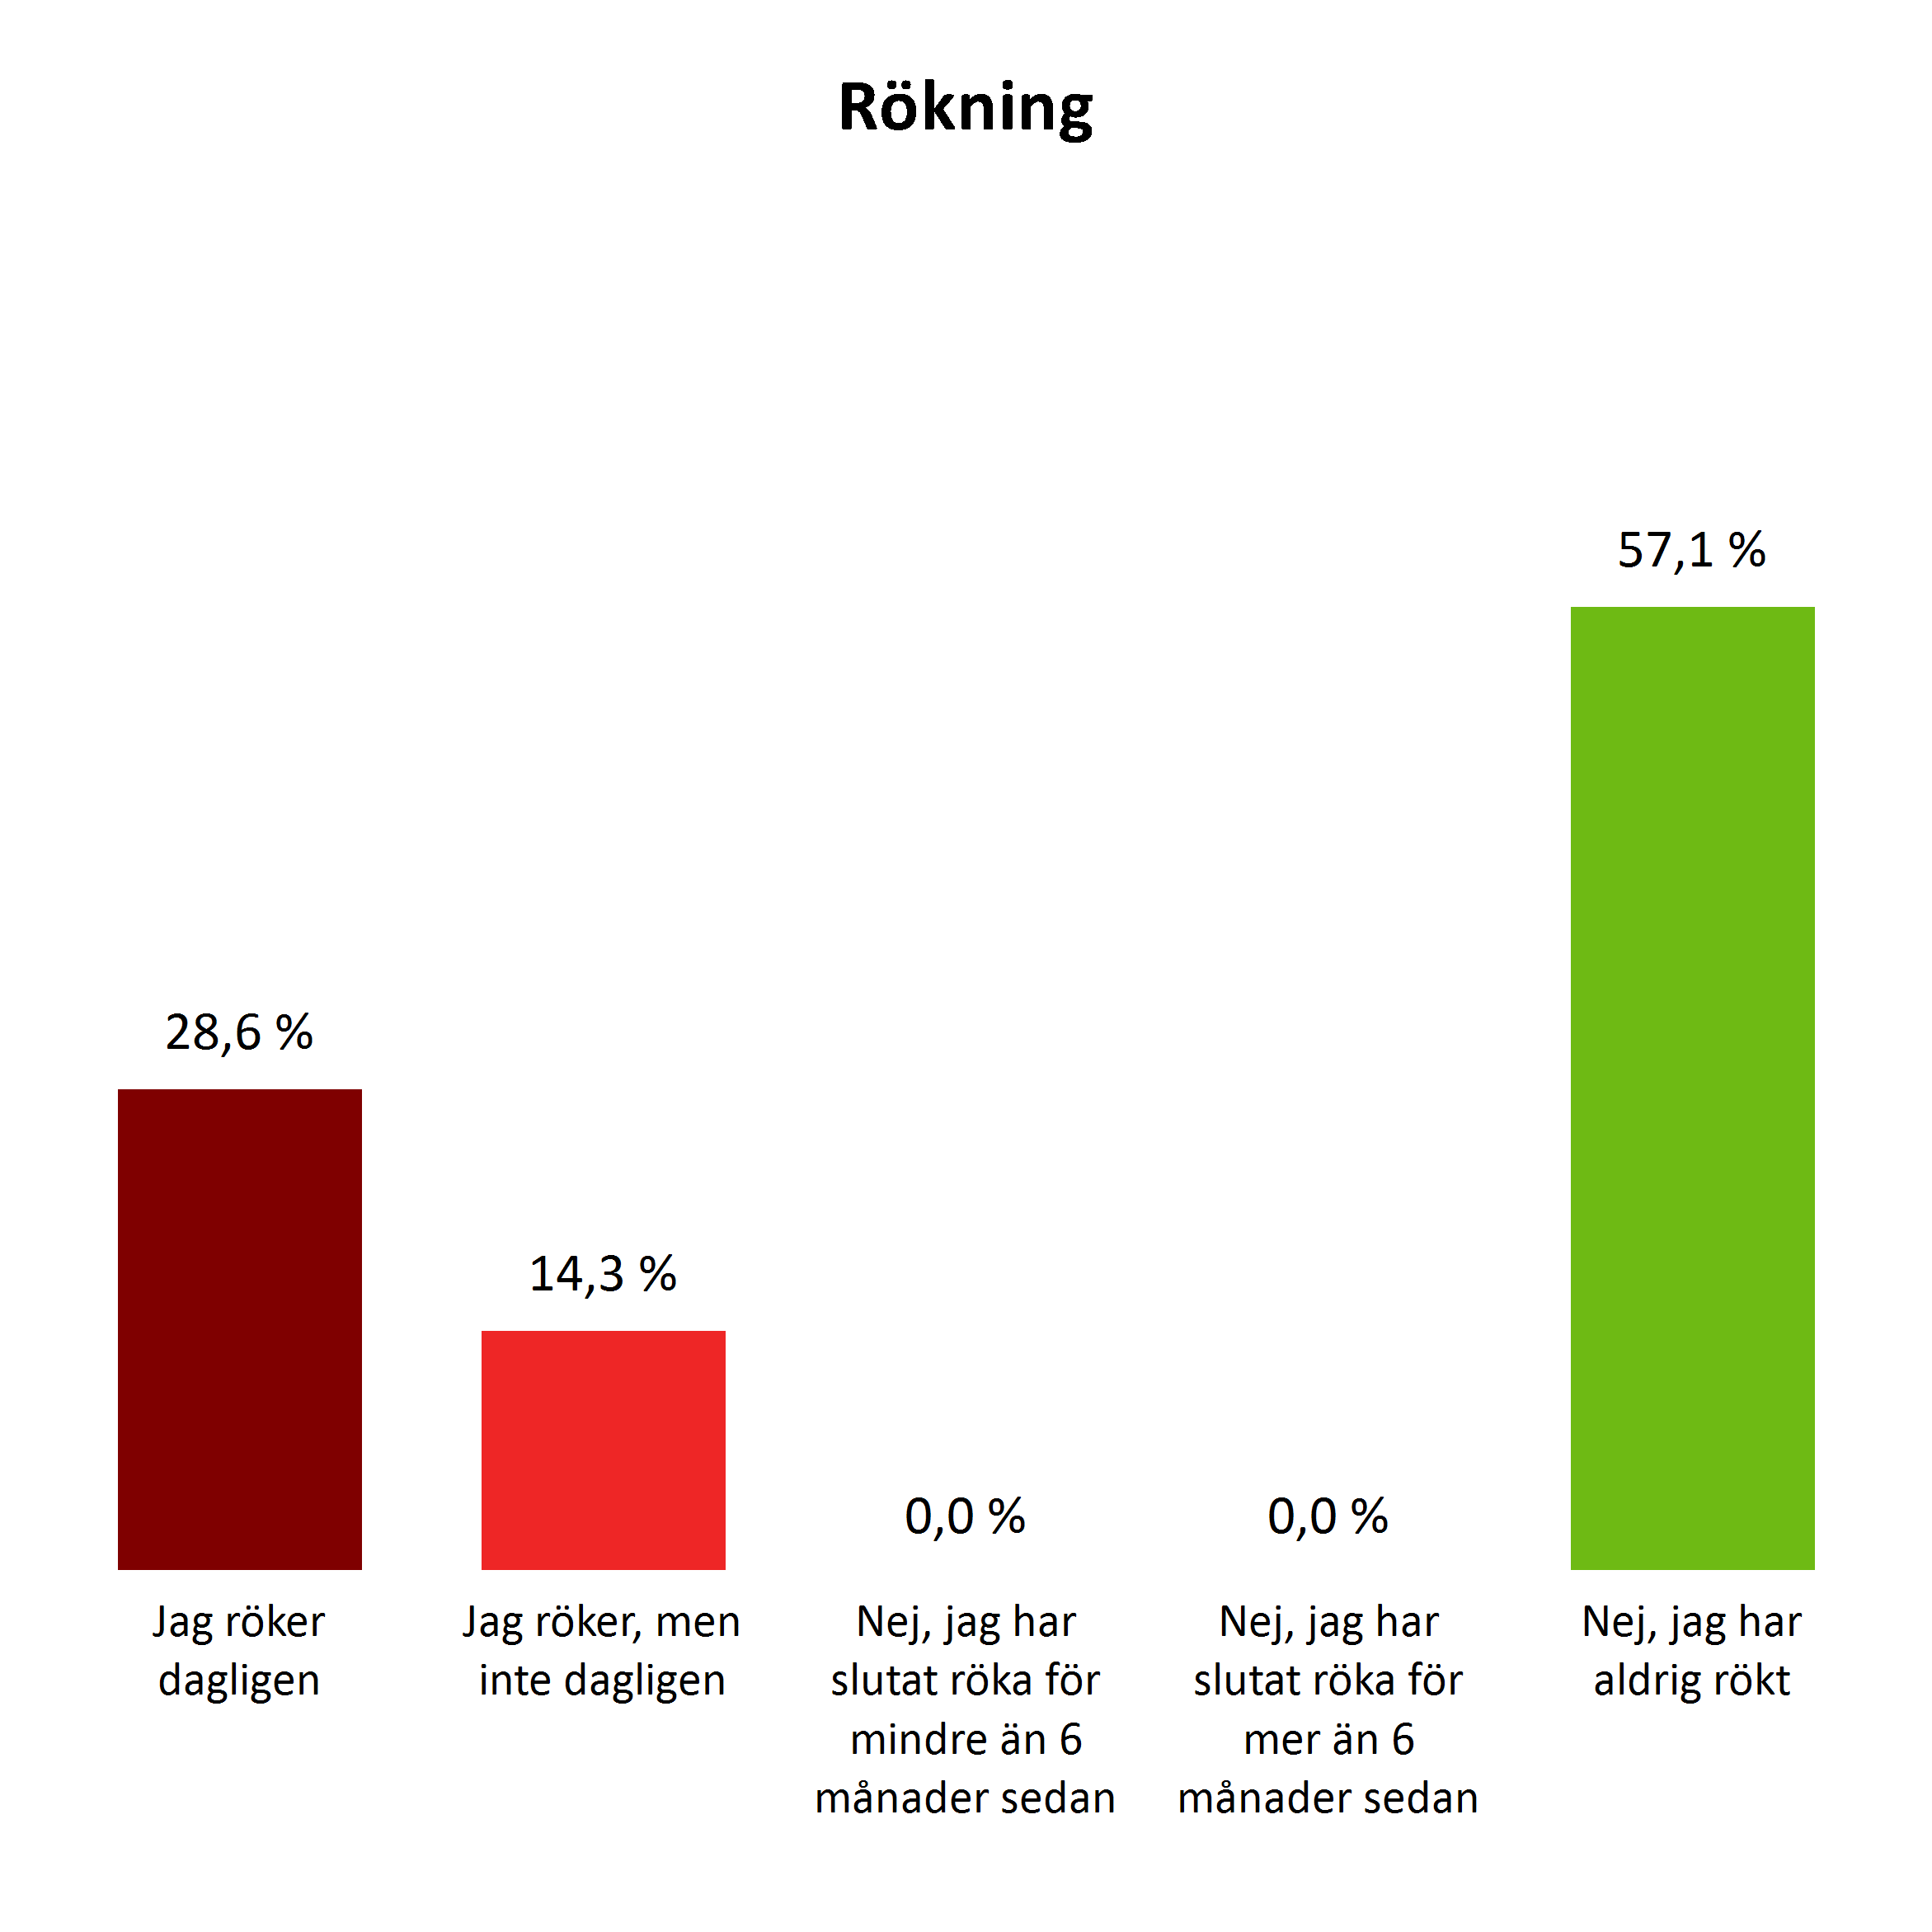 Rökning
57,1 %
28,6 %
14,3 %
0,0 %
0,0 %
Jag röker
dagligen
Jag röker, men
inte dagligen
Nej, jag har
slutat röka för
mindre än 6
månader sedan
Nej, jag har
slutat röka för
mer än 6
månader sedan
Nej, jag har
aldrig rökt